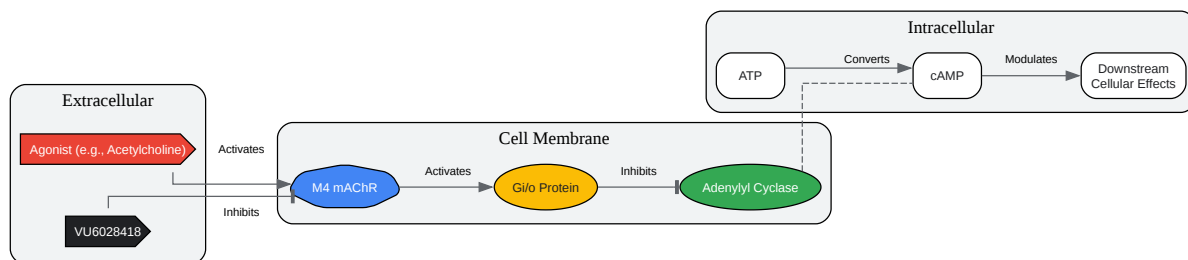 Intracellular
Converts
Modulates
ATP
cAMP
Downstream
Cellular Effects
Extracellular
Cell Membrane
Agonist (e.g., Acetylcholine)
Activates
M4 mAChR
Activates
Gi/o Protein
Inhibits
Adenylyl Cyclase
Inhibits
VU6028418